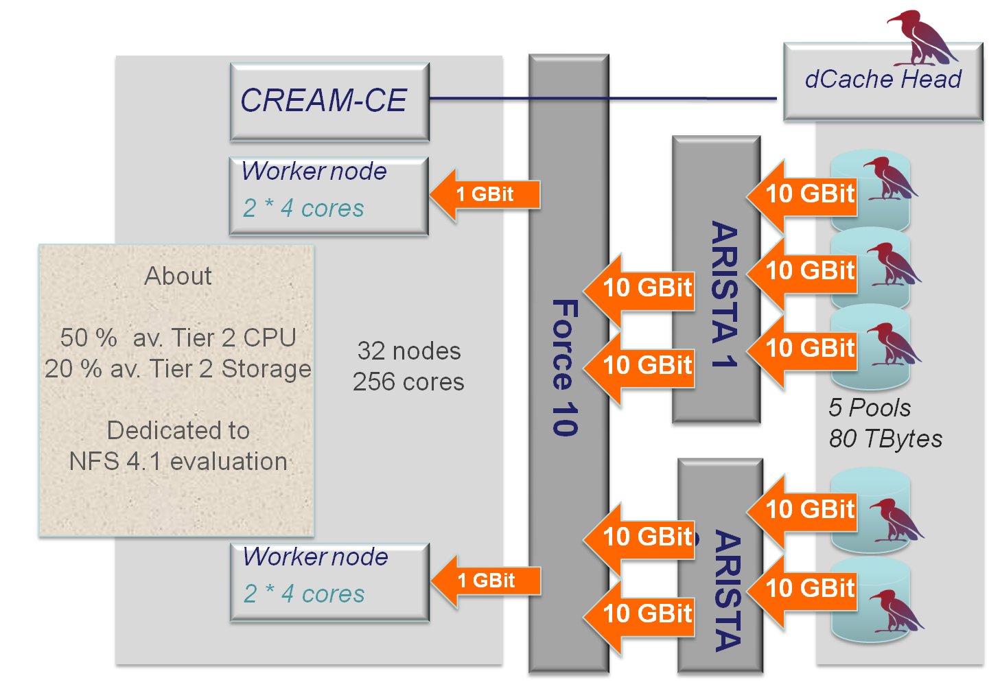 CREAM-CE
dCache Head
Worker node
2 * 4 cores
1 GBit
10 GBit
10 GBit
10 GBit
ARISTA 1
10 GBit
10 GBit
Force 10
About
50 % av. Tier 2 CPU
20 % av. Tier 2 Storage
Dedicated to
NFS 4.1 evaluation
32 nodes
256 cores
5 Pools
80 TBytes
10 GBit
10 GBit
ARISTA
10 GBit
10 GBit
Worker node
2 * 4 cores
1 GBit